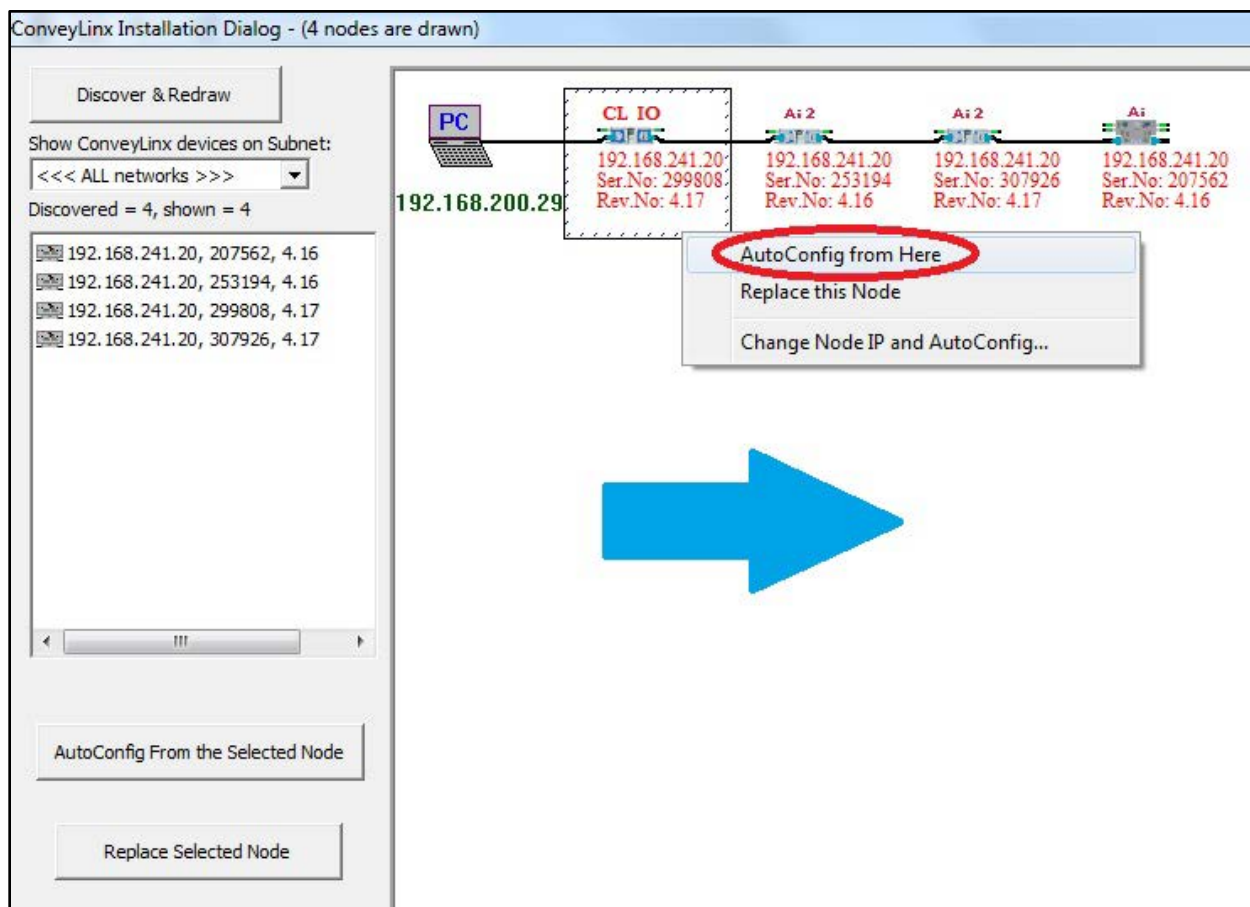 ConveyLinx Installation Dialog - (4 nodes are drawn)
Discover & Redraw
Show ConveyLinx devices on Subnet:
<<< ALL networks >>>
Discovered = 4, shown = 4
192.168.241.20, 207562, 4.16
192.168.241.20, 253194, 4.16
192.168.241.20, 299808, 4.17
192.168.241.20, 307926, 4.17
AutoConfig From the Selected Node
Replace Selected Node
PC
192.168.200.29
CL IO
192.168.241.20
Ser.No: 299808
Rev.No: 4.17
Ai 2
192.168.241.20
Ser.No: 253194
Rev.No: 4.16
Ai 2
192.168.241.20
Ser.No: 307926
Rev.No: 4.17
Ai
192.168.241.20
Ser.No: 207562
Rev.No: 4.16
AutoConfig from Here
Replace this Node
Change Node IP and AutoConfig...